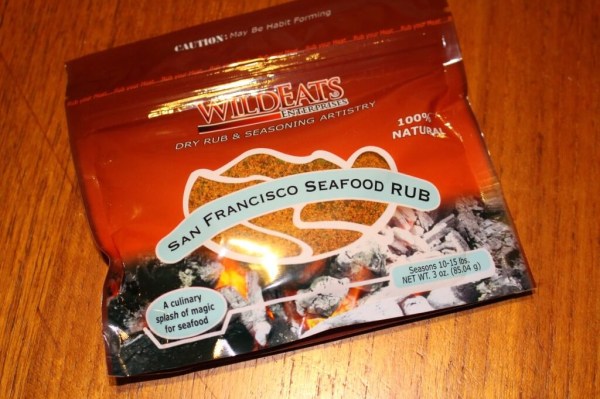 CAUTION: May Be Habit Forming
WILDEATS
ENTERPRISES
DRY RUB & SEASONING ARTISTRY
100%
NATURAL
SAN FRANCISCO SEAFOOD RUB
Seasons 10-15 lbs.
NET WT. 3 oz. (85.04 g)
A culinary
splash of magic
for seafood